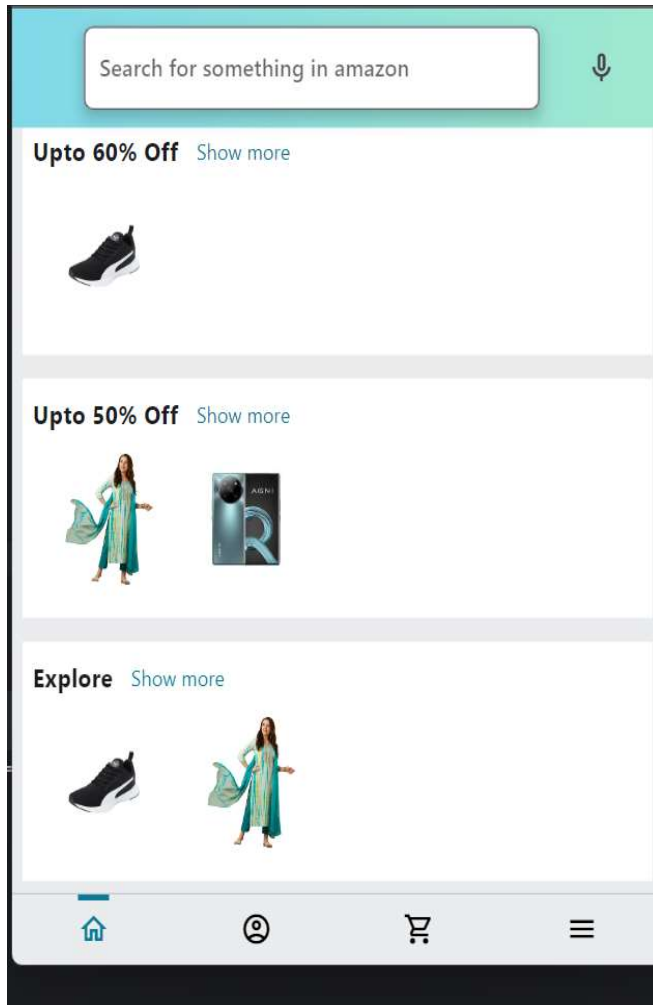 Search for something in amazon
Upto 60% Off Show more
Upto 50% Off Show more
AGNI
Explore Show more